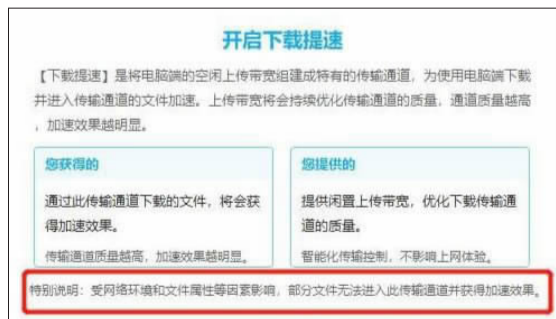 开启下载提速
【下载提速】是将电脑端的空闲上传带宽组建成特有的传输通道，为使用电脑端下载
并进入传输通道的文件加速。上传带宽将会持续优化传输通道的质量，通道质量越高
，加速效果越明显。
您获得的
通过此传输通道下载的文件，将会获
得加速效果。
传输通道质量越高，加速效果越明显。
您提供的
提供闲置上传带宽，优化下载传输通
道的质量。
智能化传输控制，不影响上网体验。
特别说明：受网络环境和文件属性等因素影响，部分文件无法进入此传输通道并获得加速效果。